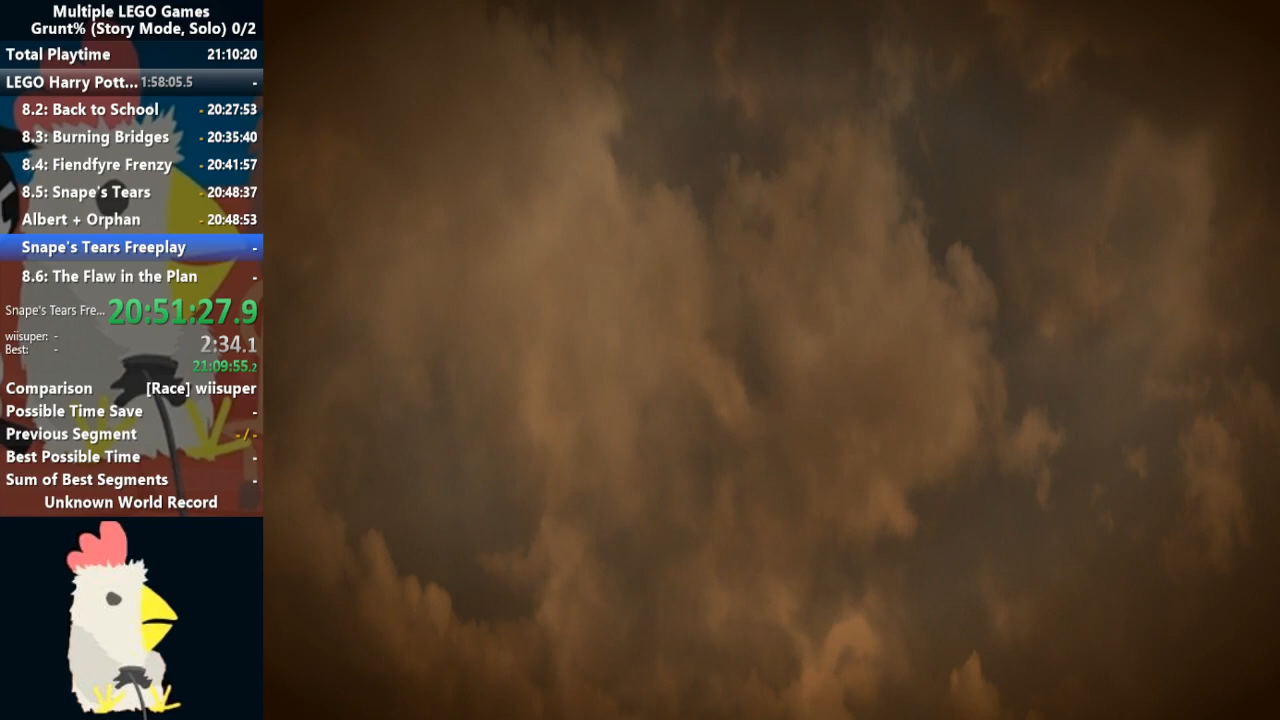 Multiple LEGO Games
Grunt% (Story Mode, Solo) 0/2
Total Playtime 21:10:20
LEGO Harry Pott... 1:58:05.5 -
8.2: Back to School - 20:27:53
8.3: Burning Bridges - 20:35:40
8.4: Fiendfyre Frenzy - 20:41:57
8.5: Snape's Tears - 20:48:37
Albert + Orphan - 20:48:53
Snape's Tears Freeplay -
8.6: The Flaw in the Plan -
Snape's Tears Fre... 20:51:27.9
wiisuper: - 2:34.1
Best: -
21:09:55.2
Comparison [Race] wiisuper
Possible Time Save -
Previous Segment - / -
Best Possible Time -
Sum of Best Segments -
Unknown World Record